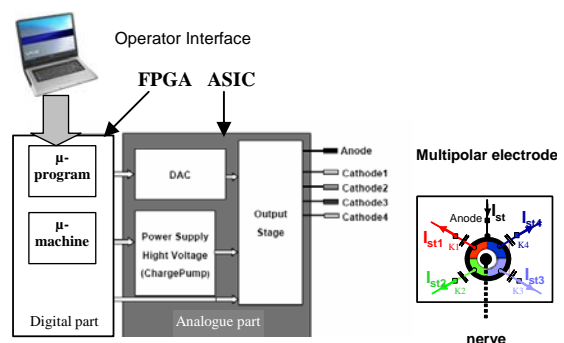 Operator Interface
FPGA ASIC
µ-
program
µ-
machine
Digital part
DAC
Power Supply
Hight Voltage
(ChargePump)
Output
Stage
Analogue part
Anode
Cathode1
Cathode2
Cathode3
Cathode4
Multipolar electrode
Anode
Ist
Ist1
K1
Ist4
K4
Ist2
K2
Ist3
K3
nerve